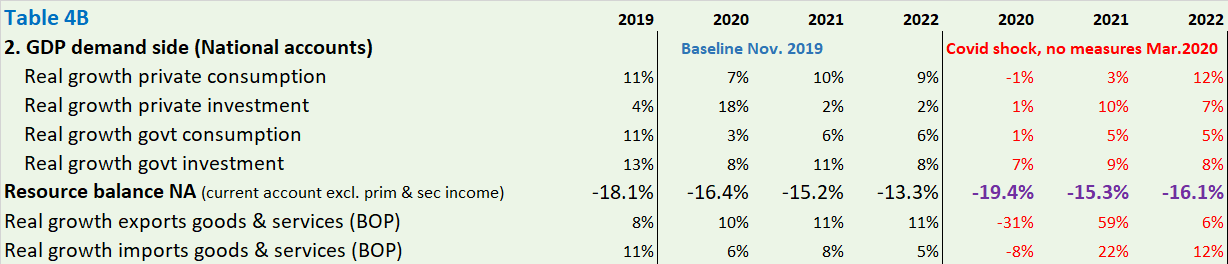 Table 4B 2019 2020 2021 2022 2020 2021 2022
2. GDP demand side (National accounts) Baseline Nov. 2019 Covid shock, no measures Mar.2020
Real growth private consumption 11% 7% 10% 9% -1% 3% 12%
Real growth private investment 4% 18% 2% 2% 1% 10% 7%
Real growth govt consumption 11% 3% 6% 6% 1% 5% 5%
Real growth govt investment 13% 8% 11% 8% 7% 9% 8%
Resource balance NA (current account excl. prim & sec income) -18.1% -16.4% -15.2% -13.3% -19.4% -15.3% -16.1%
Real growth exports goods & services (BOP) 8% 10% 11% 11% -31% 59% 6%
Real growth imports goods & services (BOP) 11% 6% 8% 5% -8% 22% 12%